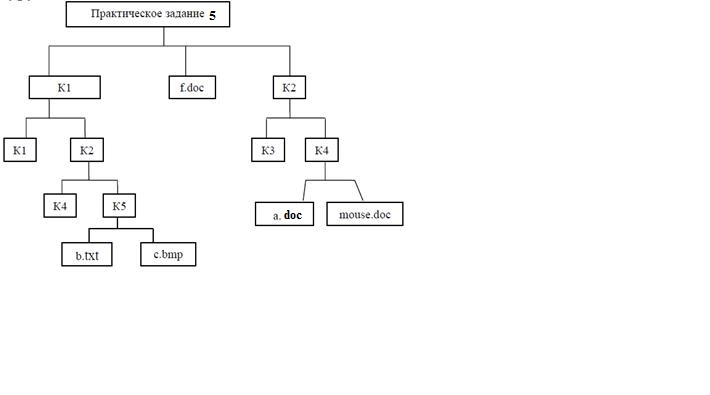 Практическое задание 5
К1
f.doc
К2
К1
К2
К3
К4
К4
К5
a. doc
mouse.doc
b.txt
c.bmp